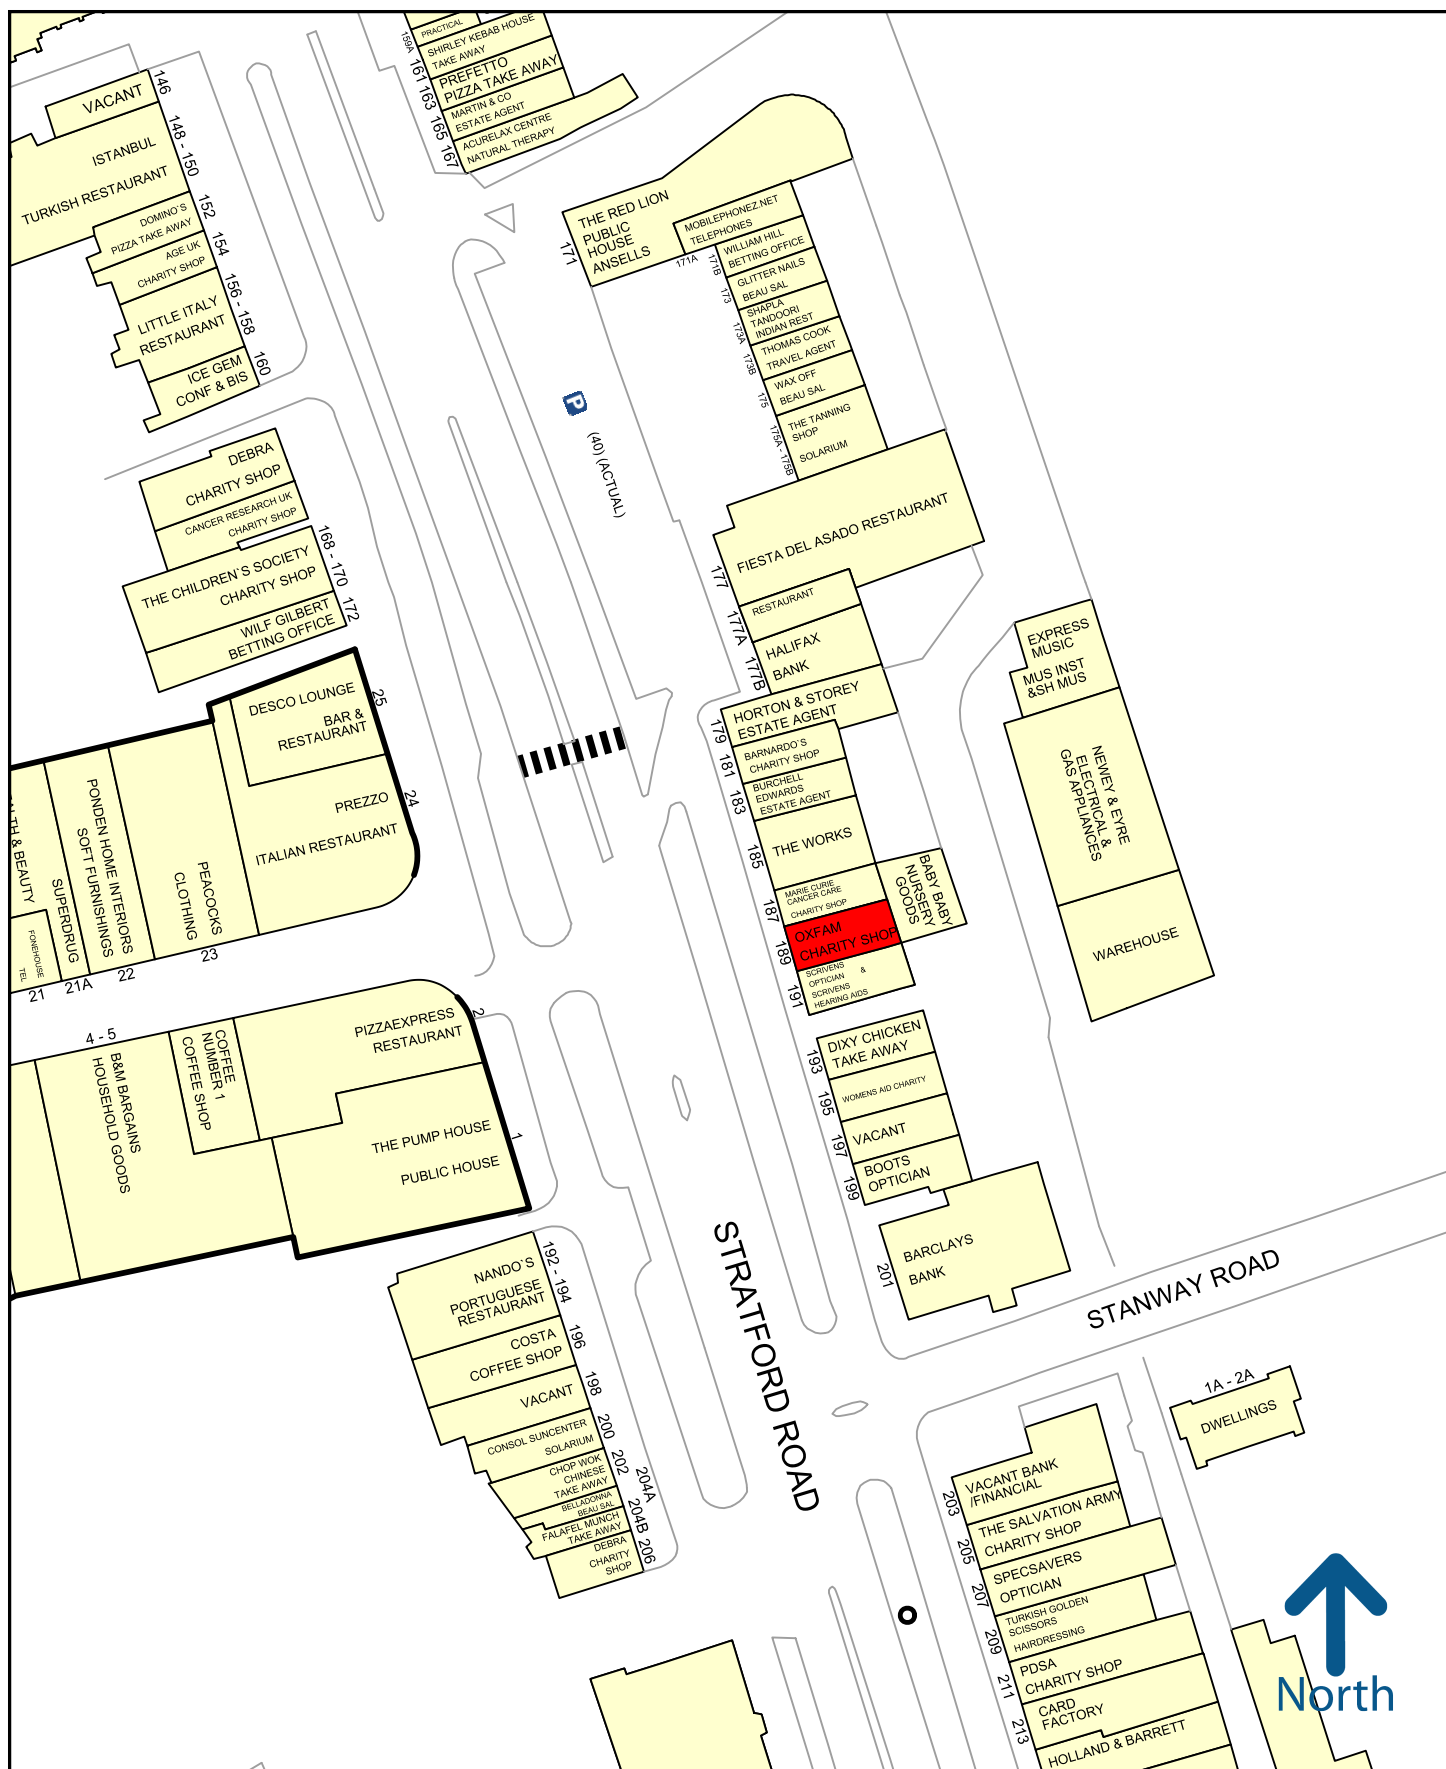 PRACTICAL
159A
SHIRLEY KEBAB HOUSE
TAKE AWAY
161
PREFETTO
PIZZA TAKE AWAY
163
MARTIN & CO
ESTATE AGENT
165
ACURELAX CENTRE
NATURAL THERAPY
167
VACANT
146
ISTANBUL
TURKISH RESTAURANT
148 - 150
DOMINO`S
PIZZA TAKE AWAY
152
AGE UK
CHARITY SHOP
154
LITTLE ITALY
RESTAURANT
156 - 158
ICE GEM
CONF & BIS
160
THE RED LION
PUBLIC
HOUSE
ANSELLS
171
MOBILEPHONEZ.NET
TELEPHONES
171A
WILLIAM HILL
BETTING OFFICE
171B
GLITTER NAILS
BEAU SAL
173
SHAPLA
TANDOORI
INDIAN REST
173A
THOMAS COOK
TRAVEL AGENT
173B
WAX OFF
BEAU SAL
175
THE TANNING
SHOP
SOLARIUM
175A - 175B
P
(40) (ACTUAL)
DEBRA
CHARITY SHOP
CANCER RESEARCH UK
CHARITY SHOP
THE CHILDREN`S SOCIETY
CHARITY SHOP
168 - 170
WILF GILBERT
BETTING OFFICE
172
FIESTA DEL ASADO RESTAURANT
177
RESTAURANT
177A
HALIFAX
BANK
177B
HORTON & STOREY
ESTATE AGENT
179
BARNARDO`S
CHARITY SHOP
181
BURCHELL
EDWARDS
ESTATE AGENT
183
THE WORKS
185
MARIE CURIE
CANCER CARE
CHARITY SHOP
187
OXFAM
CHARITY SHOP
189
SCRIVENS
OPTICIAN &
SCRIVENS
HEARING AIDS
191
BABY BABY
NURSERY
GOODS
EXPRESS
MUSIC
MUS INST
&SH MUS
NEWEY & EYRE
ELECTRICAL &
GAS APPLIANCES
WAREHOUSE
DESCO LOUNGE
BAR &
RESTAURANT
25
PREZZO
ITALIAN RESTAURANT
24
PEACOCKS
CLOTHING
23
PONDEN HOME INTERIORS
SOFT FURNISHINGS
22
SUPERDRUG
21A
LTH & BEAUTY
FONEHOUSE
TEL
21
4 - 5
B&M BARGAINS
HOUSEHOLD GOODS
COFFEE
NUMBER 1
COFFEE SHOP
PIZZAEXPRESS
RESTAURANT
2
THE PUMP HOUSE
PUBLIC HOUSE
1
DIXY CHICKEN
TAKE AWAY
193
WOMENS AID CHARITY
195
VACANT
197
BOOTS
OPTICIAN
199
BARCLAYS
BANK
201
STANWAY ROAD
STRATFORD ROAD
NANDO`S
PORTUGUESE
RESTAURANT
192 - 194
COSTA
COFFEE SHOP
196
VACANT
198
CONSOL SUNCENTER
SOLARIUM
200
CHOP WOK
CHINESE
TAKE AWAY
202
BELLADONNA
BEAU SAL
204A
FALAFEL MUNCH
TAKE AWAY
204B
DEBRA
CHARITY
SHOP
206
1A - 2A
DWELLINGS
VACANT BANK
/FINANCIAL
203
THE SALVATION ARMY
CHARITY SHOP
205
SPECSAVERS
OPTICIAN
207
TURKISH GOLDEN
SCISSORS
HAIRDRESSING
209
PDSA
CHARITY SHOP
211
CARD
FACTORY
213
HOLLAND & BARRETT
North